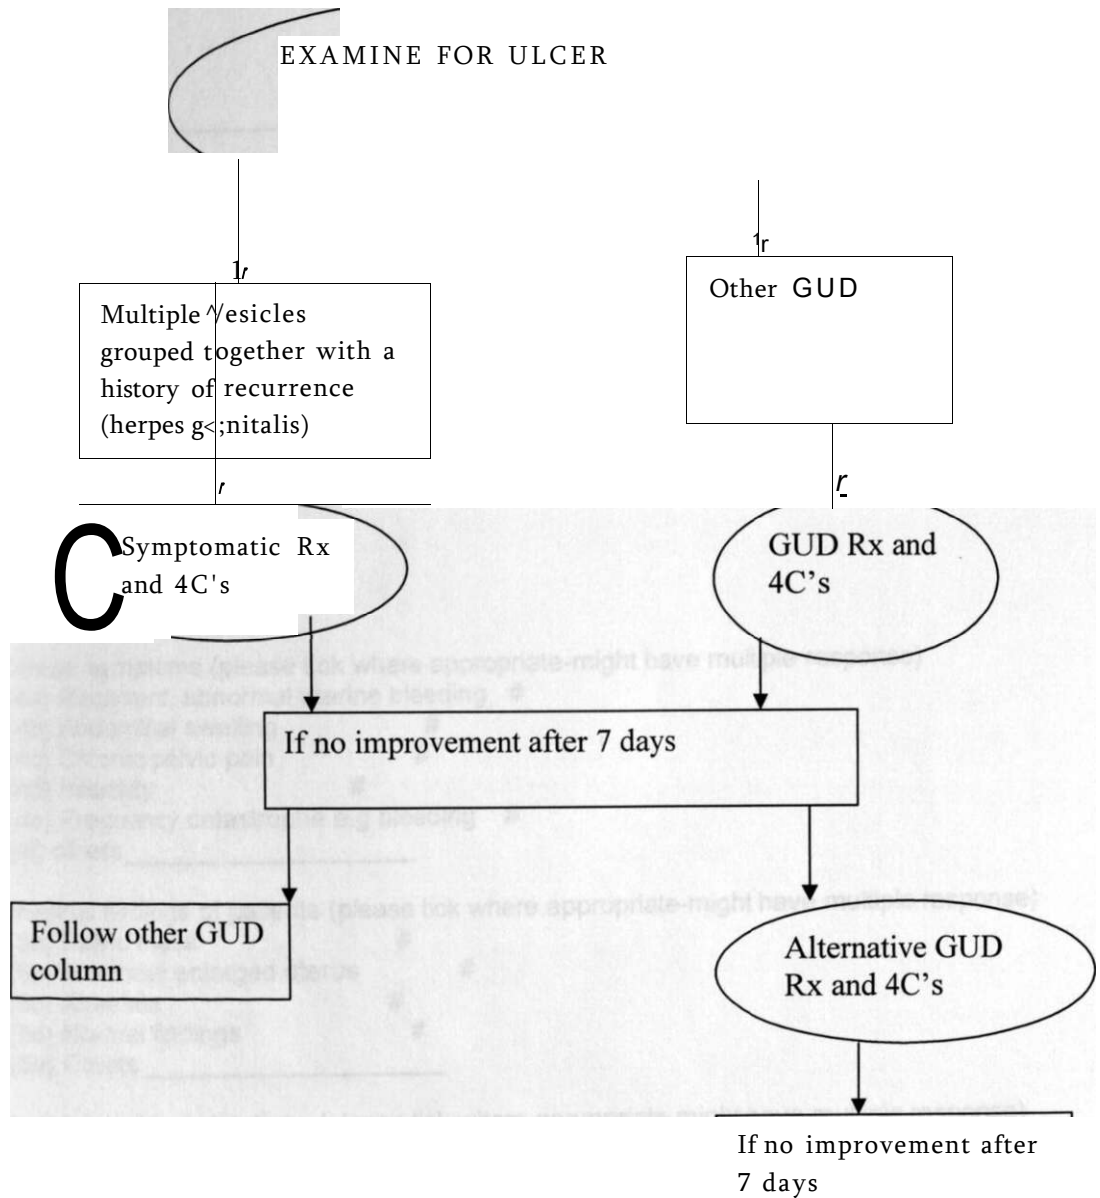 EXAMINE FOR ULCER
Other GUD
Multiple ^/esicles
grouped together with a
history of recurrence
(herpes g<;nitalis)
Symptomatic Rx
and 4C's
GUD Rx and
4C’s
If no improvement after 7 days
Follow other GUD
column
Alternative GUD
Rx and 4C’s
If no improvement after
7 days